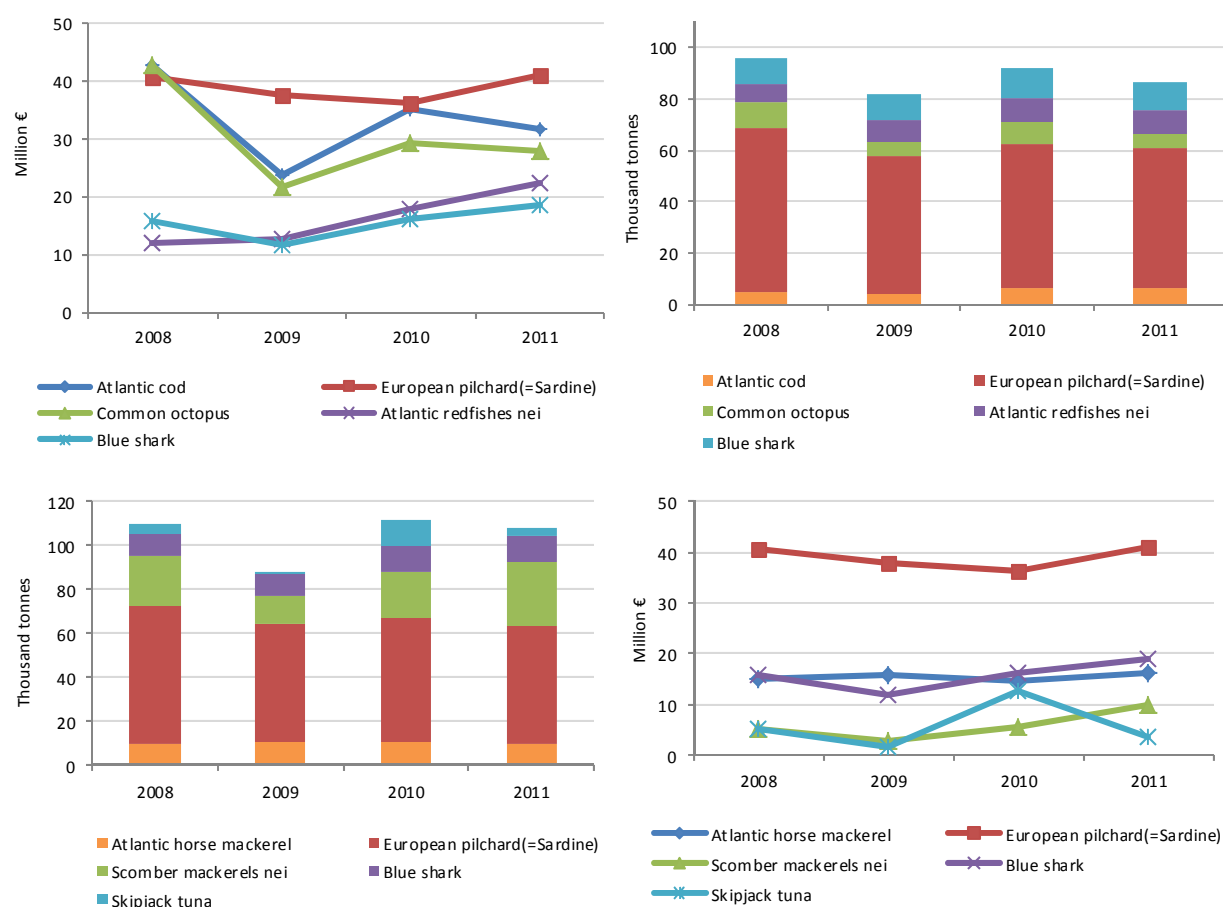 50
40
30
20
10
0
Million €
2008 2009 2010 2011
Atlantic cod European pilchard(=Sardine)
Common octopus Atlantic redfishes nei
Blue shark
100
80
60
40
20
0
Thousand tonnes
2008 2009 2010 2011
Atlantic cod European pilchard(=Sardine)
Common octopus Atlantic redfishes nei
Blue shark
120
100
80
60
40
20
0
Thousand tonnes
2008 2009 2010 2011
Atlantic horse mackerel European pilchard(=Sardine)
Scomber mackerels nei Blue shark
Skipjack tuna
50
40
30
20
10
0
Million €
2008 2009 2010 2011
Atlantic horse mackerel European pilchard(=Sardine)
Scomber mackerels nei Blue shark
Skipjack tuna